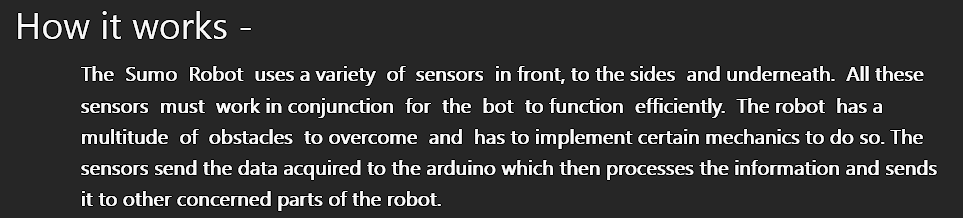 How it works -
The Sumo Robot uses a variety of sensors in front, to the sides and underneath. All these
sensors must work in conjunction for the bot to function efficiently. The robot has a
multitude of obstacles to overcome and has to implement certain mechanics to do so. The
sensors send the data acquired to the arduino which then processes the information and sends
it to other concerned parts of the robot.